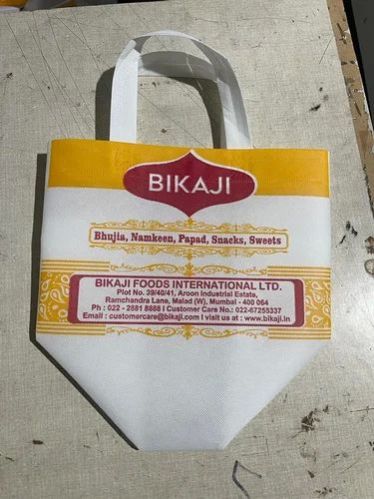 BIKAJI
Bhujia, Namkeen, Papad, Snacks, Sweets
BIKAJI FOODS INTERNATIONAL LTD.
Plot No. 39/40/41, Aroon Industrial Estate,
Ramchandra Lane, Malad (W), Mumbai - 400 064
Ph : 022 - 2881 8888 I Customer Care No.: 022-67255337
Email : customercare@bikaji.com I visit us at : www.bikaji.in